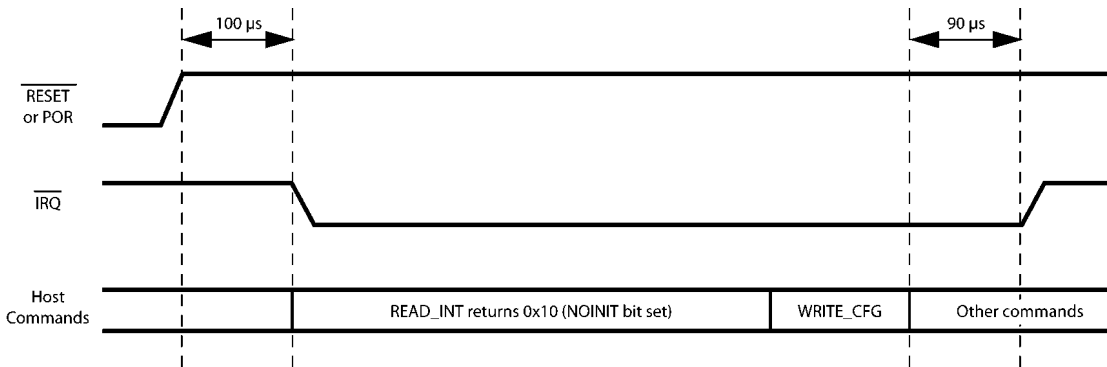 100 µs
90 µs
RESET
or POR
IRQ
Host
Commands
READ_INT returns 0x10 (NOINIT bit set)
WRITE_CFG
Other commands